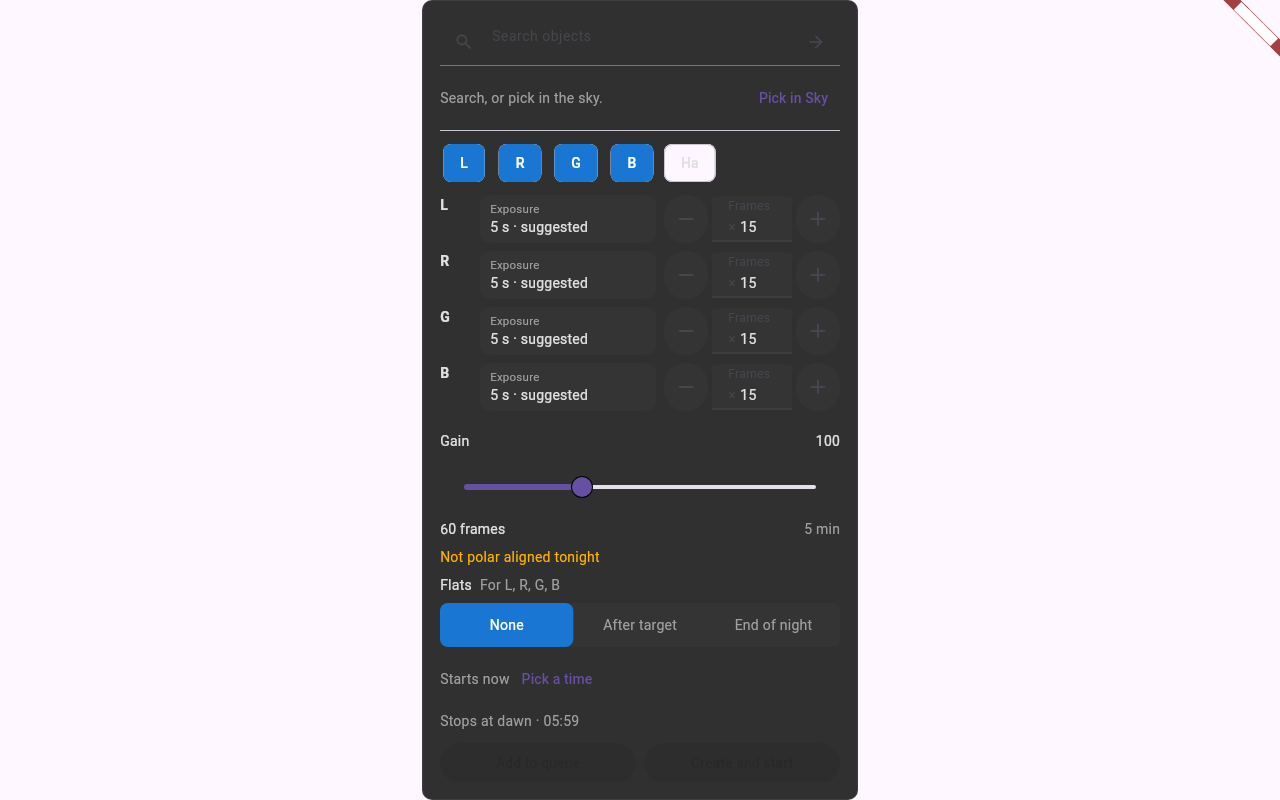 Search objects
Search, or pick in the sky. Pick in Sky
L R G B Ha
L Exposure Frames
5 s · suggested − × 15 +
R Exposure Frames
5 s · suggested − × 15 +
G Exposure Frames
5 s · suggested − × 15 +
B Exposure Frames
5 s · suggested − × 15 +
Gain 100
60 frames 5 min
Not polar aligned tonight
Flats For L, R, G, B
None After target End of night
Starts now Pick a time
Stops at dawn · 05:59
Add to queue Create and start